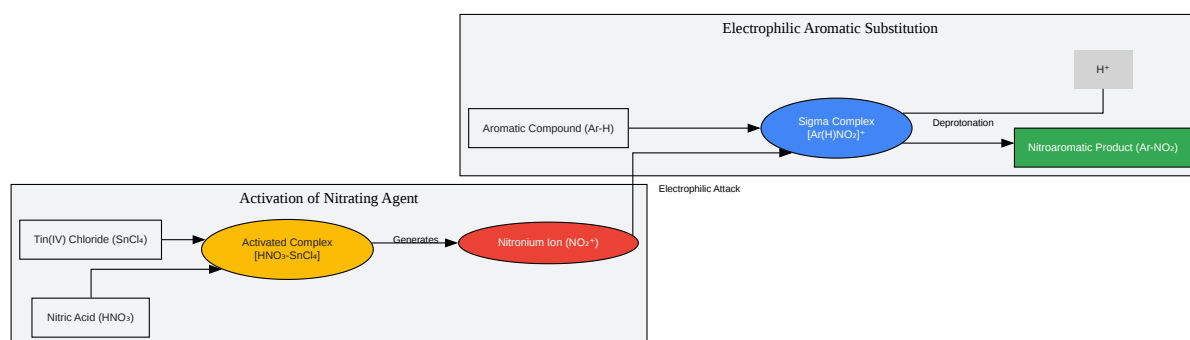 Electrophilic Aromatic Substitution
H⁺
Aromatic Compound (Ar-H)
Sigma Complex
[Ar(H)NO₂]⁺
Deprotonation
Nitroaromatic Product (Ar-NO₂)
Electrophilic Attack
Activation of Nitrating Agent
Tin(IV) Chloride (SnCl₄)
Activated Complex
[HNO₃-SnCl₄]
Generates
Nitronium Ion (NO₂⁺)
Nitric Acid (HNO₃)